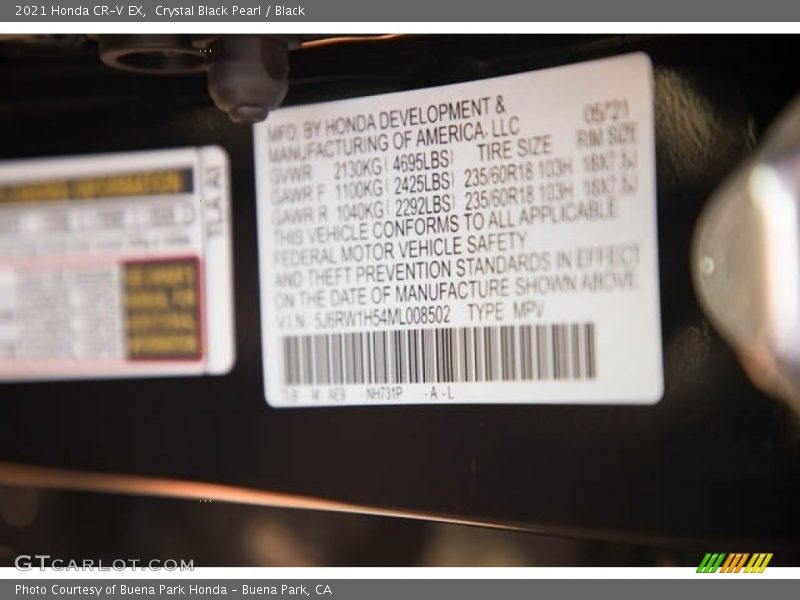 2021 Honda CR-V EX, Crystal Black Pearl / Black
MFD. BY HONDA DEVELOPMENT & 05/21
MANUFACTURING OF AMERICA, LLC
GVWR 2130KG ( 4695LBS) TIRE SIZE RIM SIZE
GAWR F 1100KG ( 2425LBS) 235/60R18 103H 18X7.5J
GAWR R 1040KG ( 2292LBS) 235/60R18 103H 18X7.5J
THIS VEHICLE CONFORMS TO ALL APPLICABLE
FEDERAL MOTOR VEHICLE SAFETY
AND THEFT PREVENTION STANDARDS IN EFFECT
ON THE DATE OF MANUFACTURE SHOWN ABOVE.
V.I.N. 5J6RW1H54ML008502 TYPE MPV
NH731P -A -L
GTcarlot.com
Photo Courtesy of Buena Park Honda - Buena Park, CA